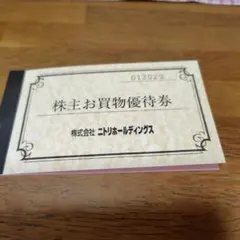 株主お買物優待券
株式会社 ニトリホールディングス